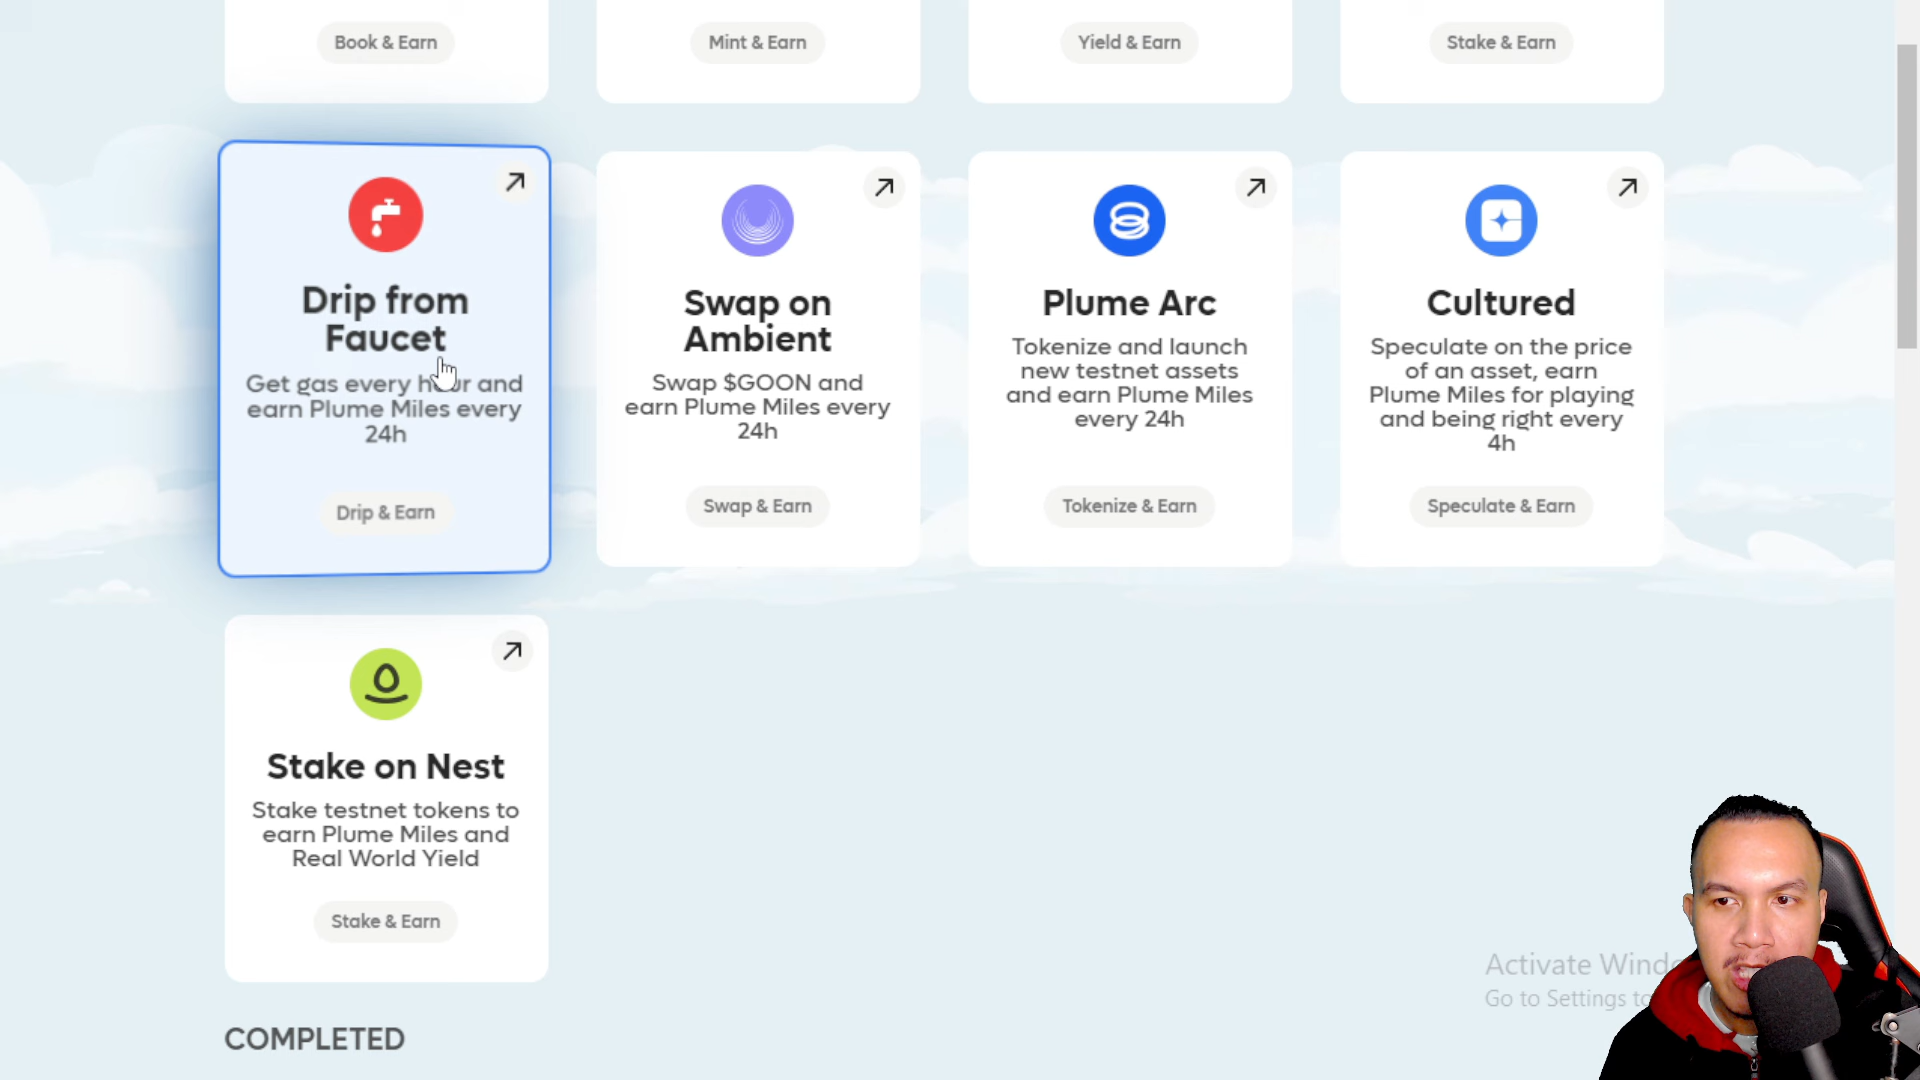 Book & Earn
Mint & Earn
Yield & Earn
Stake & Earn
Drip from
Faucet
Get gas every hour and
earn Plume Miles every
24h
Drip & Earn
Swap on
Ambient
Swap $GOON and
earn Plume Miles every
24h
Swap & Earn
Plume Arc
Tokenize and launch
new testnet assets
and earn Plume Miles
every 24h
Tokenize & Earn
Cultured
Speculate on the price
of an asset, earn
Plume Miles for playing
and being right every
4h
Speculate & Earn
Stake on Nest
Stake testnet tokens to
earn Plume Miles and
Real World Yield
Stake & Earn
COMPLETED
Activate
Go to Settings